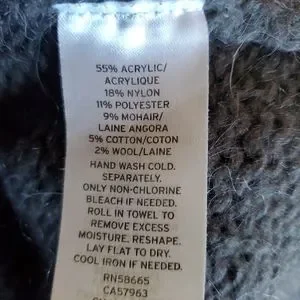 55% ACRYLIC/
ACRYLIQUE
18% NYLON
11% POLYESTER
9% MOHAIR/
LAINE ANGORA
5% COTTON/COTON
2% WOOL/LAINE
HAND WASH COLD.
SEPARATELY.
ONLY NON-CHLORINE
BLEACH IF NEEDED.
ROLL IN TOWEL TO
REMOVE EXCESS
MOISTURE. RESHAPE.
LAY FLAT TO DRY.
COOL IRON IF NEEDED.
RN58665
CA57963